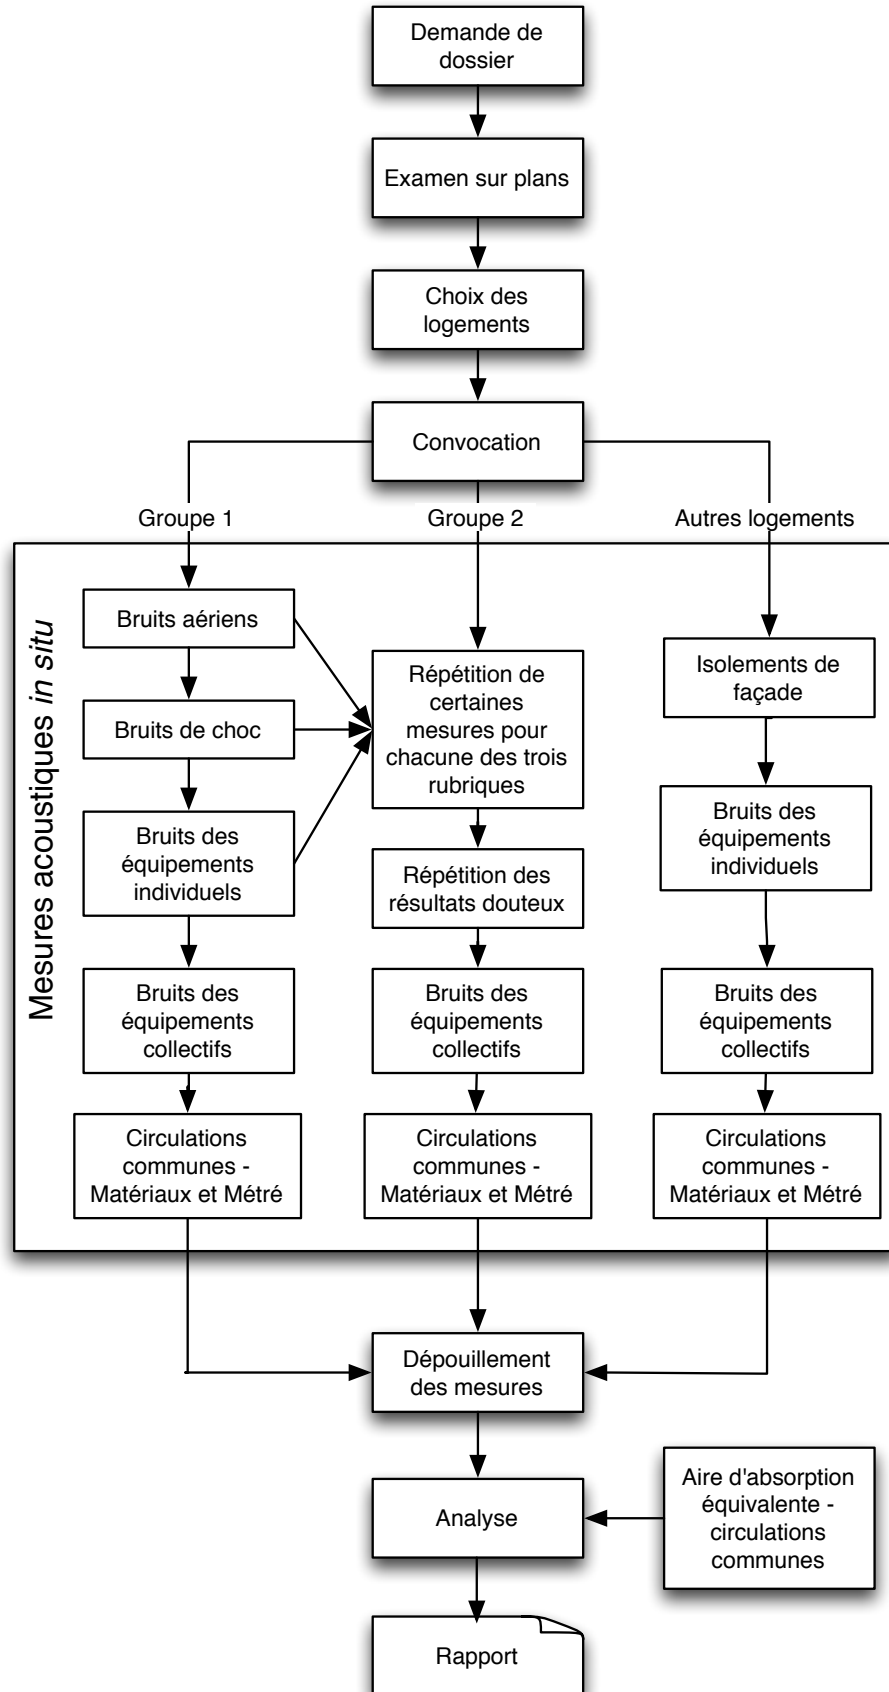 Demande de
dossier
Examen sur plans
Choix des
logements
Convocation
Groupe 1
Groupe 2
Autres logements
Mesures acoustiques in situ
Bruits aériens
Bruits de choc
Bruits des
équipements
individuels
Bruits des
équipements
collectifs
Circulations
communes -
Matériaux et Métré
Répétition de
certaines
mesures pour
chacune des trois
rubriques
Répétition des
résultats douteux
Bruits des
équipements
collectifs
Circulations
communes -
Matériaux et Métré
Isolements de
façade
Bruits des
équipements
individuels
Bruits des
équipements
collectifs
Circulations
communes -
Matériaux et Métré
Dépouillement
des mesures
Analyse
Aire d'absorption
équivalente -
circulations
communes
Rapport